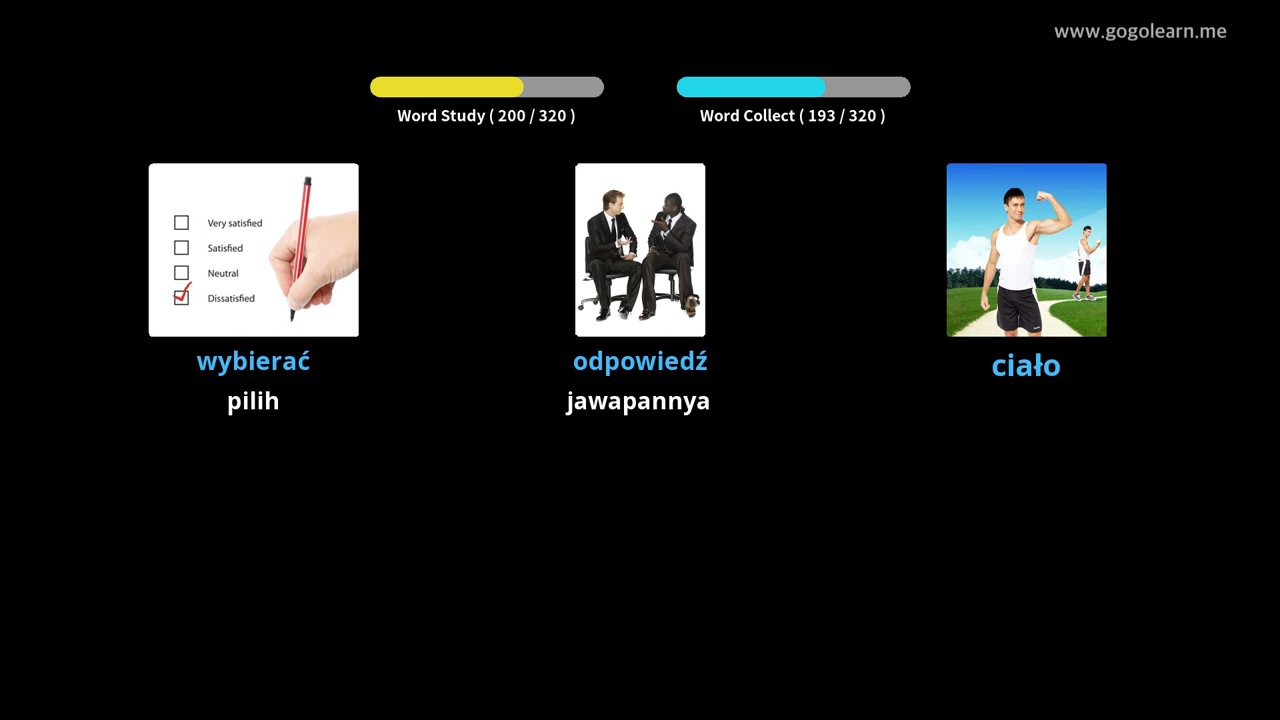 www.gogolearn.me
Word Study ( 200 / 320 )
Word Collect ( 193 / 320 )
Very satisfied
Satisfied
Neutral
Dissatisfied
wybierać
pilih
odpowiedź
jawapannya
ciało